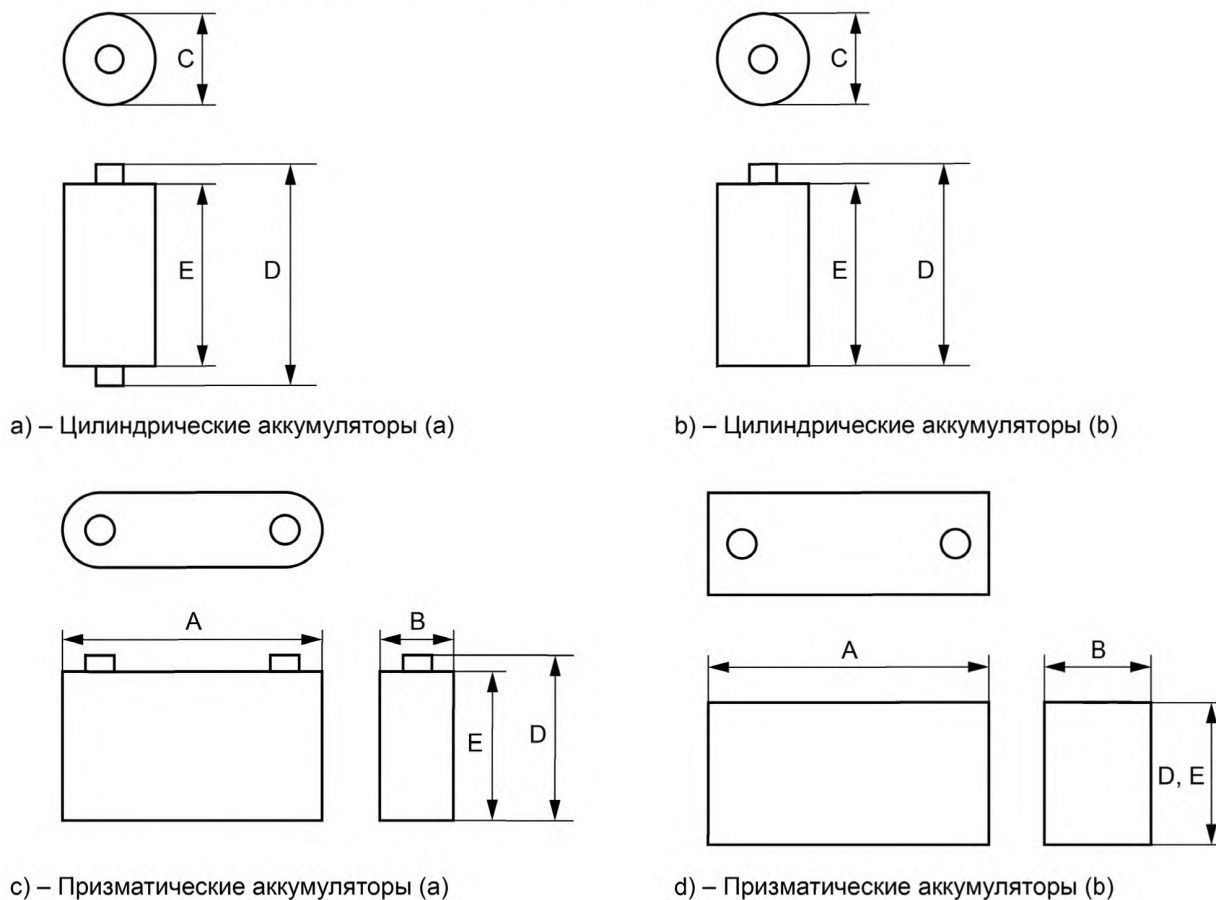 C
C
E
D
E
D
a) – Цилиндрические аккумуляторы (a)
b) – Цилиндрические аккумуляторы (b)
A
B
E
D
A
B
D, E
c) – Призматические аккумуляторы (a)
d) – Призматические аккумуляторы (b)